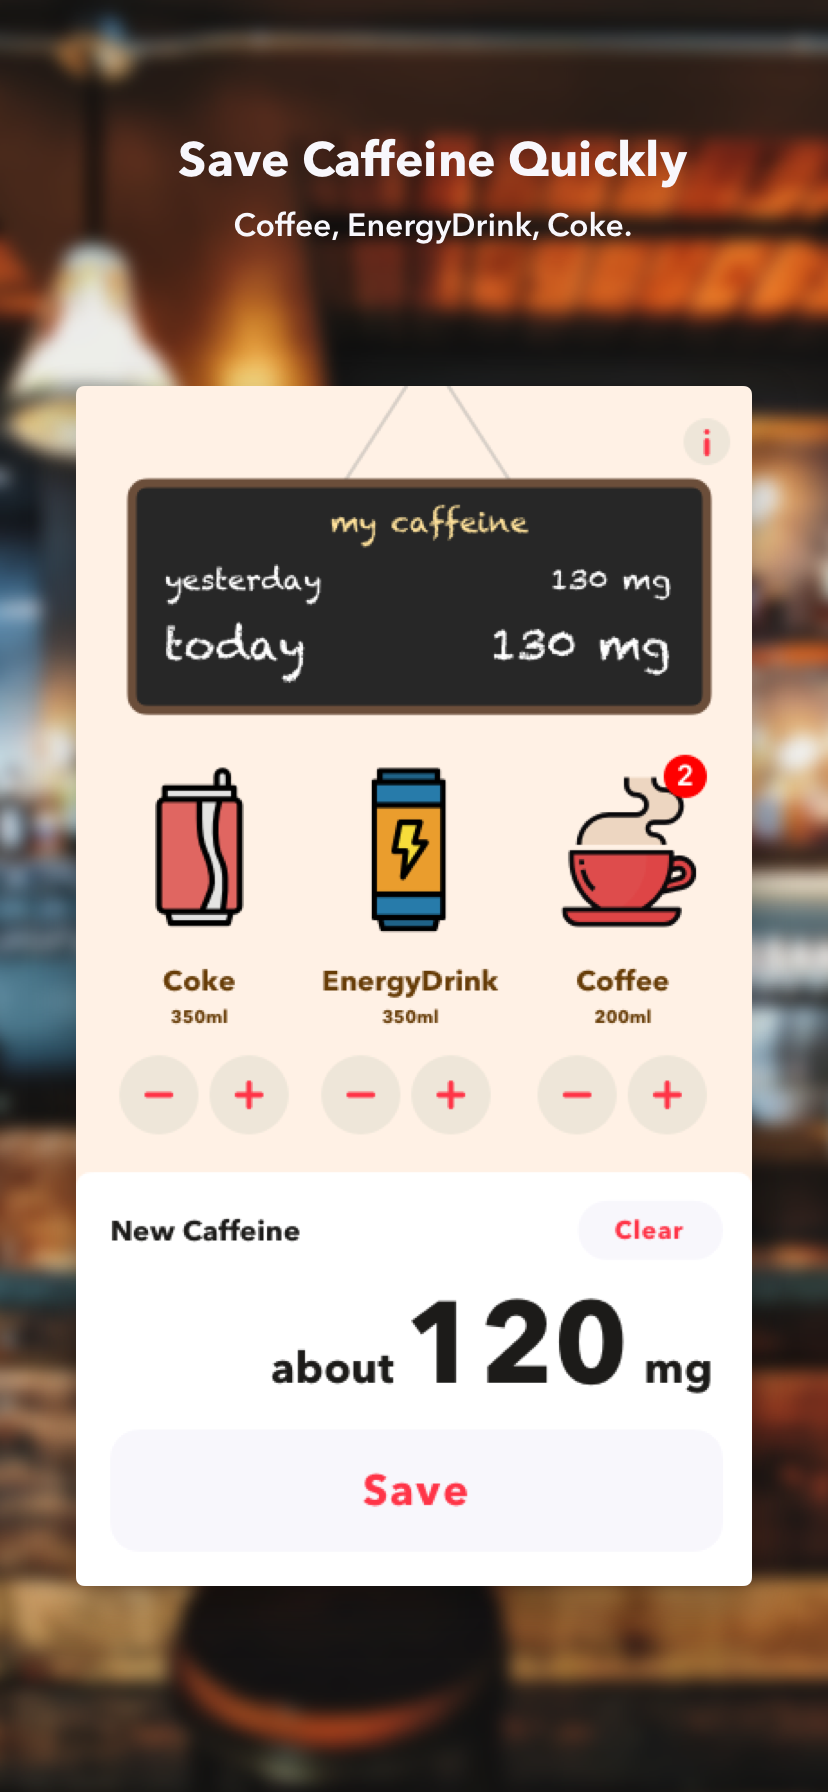 Save Caffeine Quickly
Coffee, EnergyDrink, Coke.
i
my caffeine
yesterday 130 mg
today 130 mg
2
Coke EnergyDrink Coffee
350ml 350ml 200ml
− + − + − +
New Caffeine Clear
about 120 mg
Save